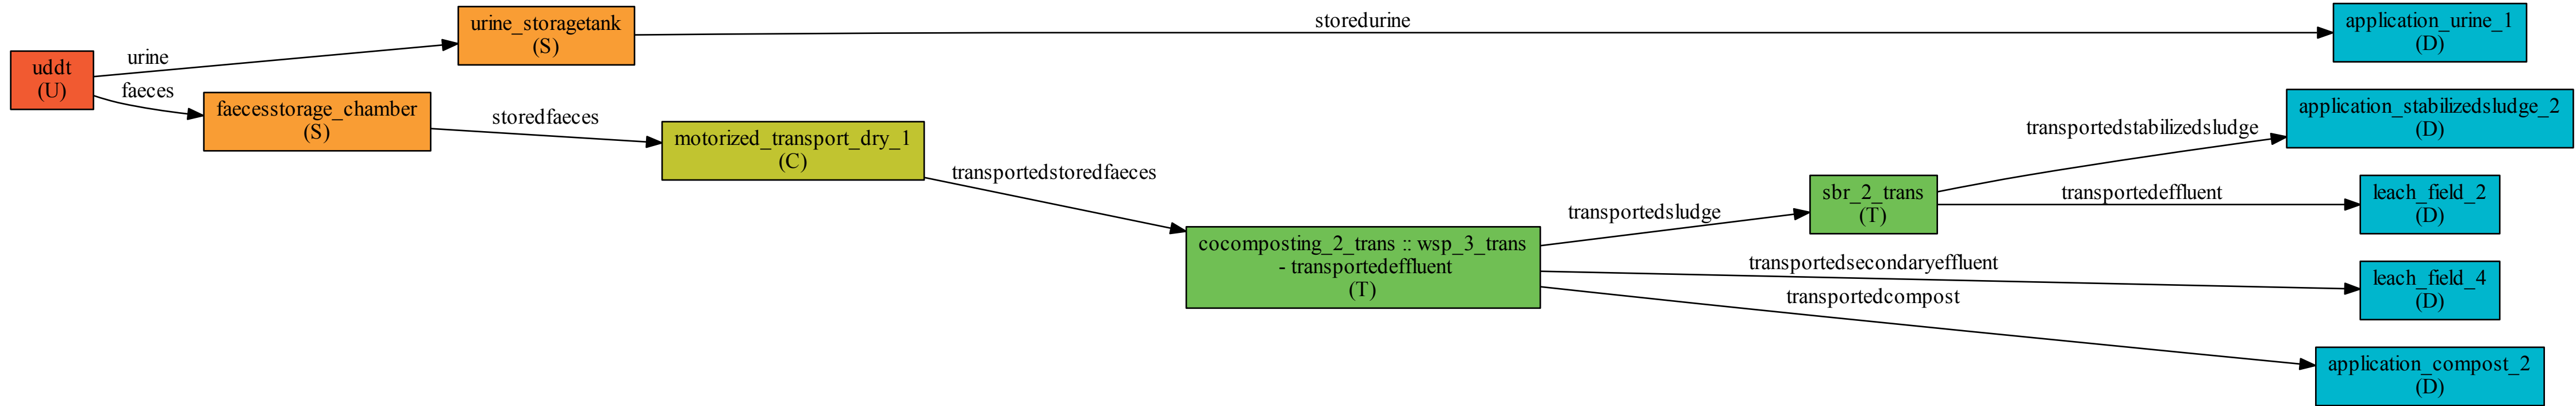 uddt
(U)
urine
faeces
urine_storagetank
(S)
storedurine
application_urine_1
(D)
faecesstorage_chamber
(S)
storedfaeces
motorized_transport_dry_1
(C)
transportedstoredfaeces
cocomposting_2_trans :: wsp_3_trans
- transportedeffluent
(T)
transportedsludge
transportedsecondaryeffluent
transportedcompost
sbr_2_trans
(T)
transportedstabilizedsludge
transportedeffluent
application_stabilizedsludge_2
(D)
leach_field_2
(D)
leach_field_4
(D)
application_compost_2
(D)